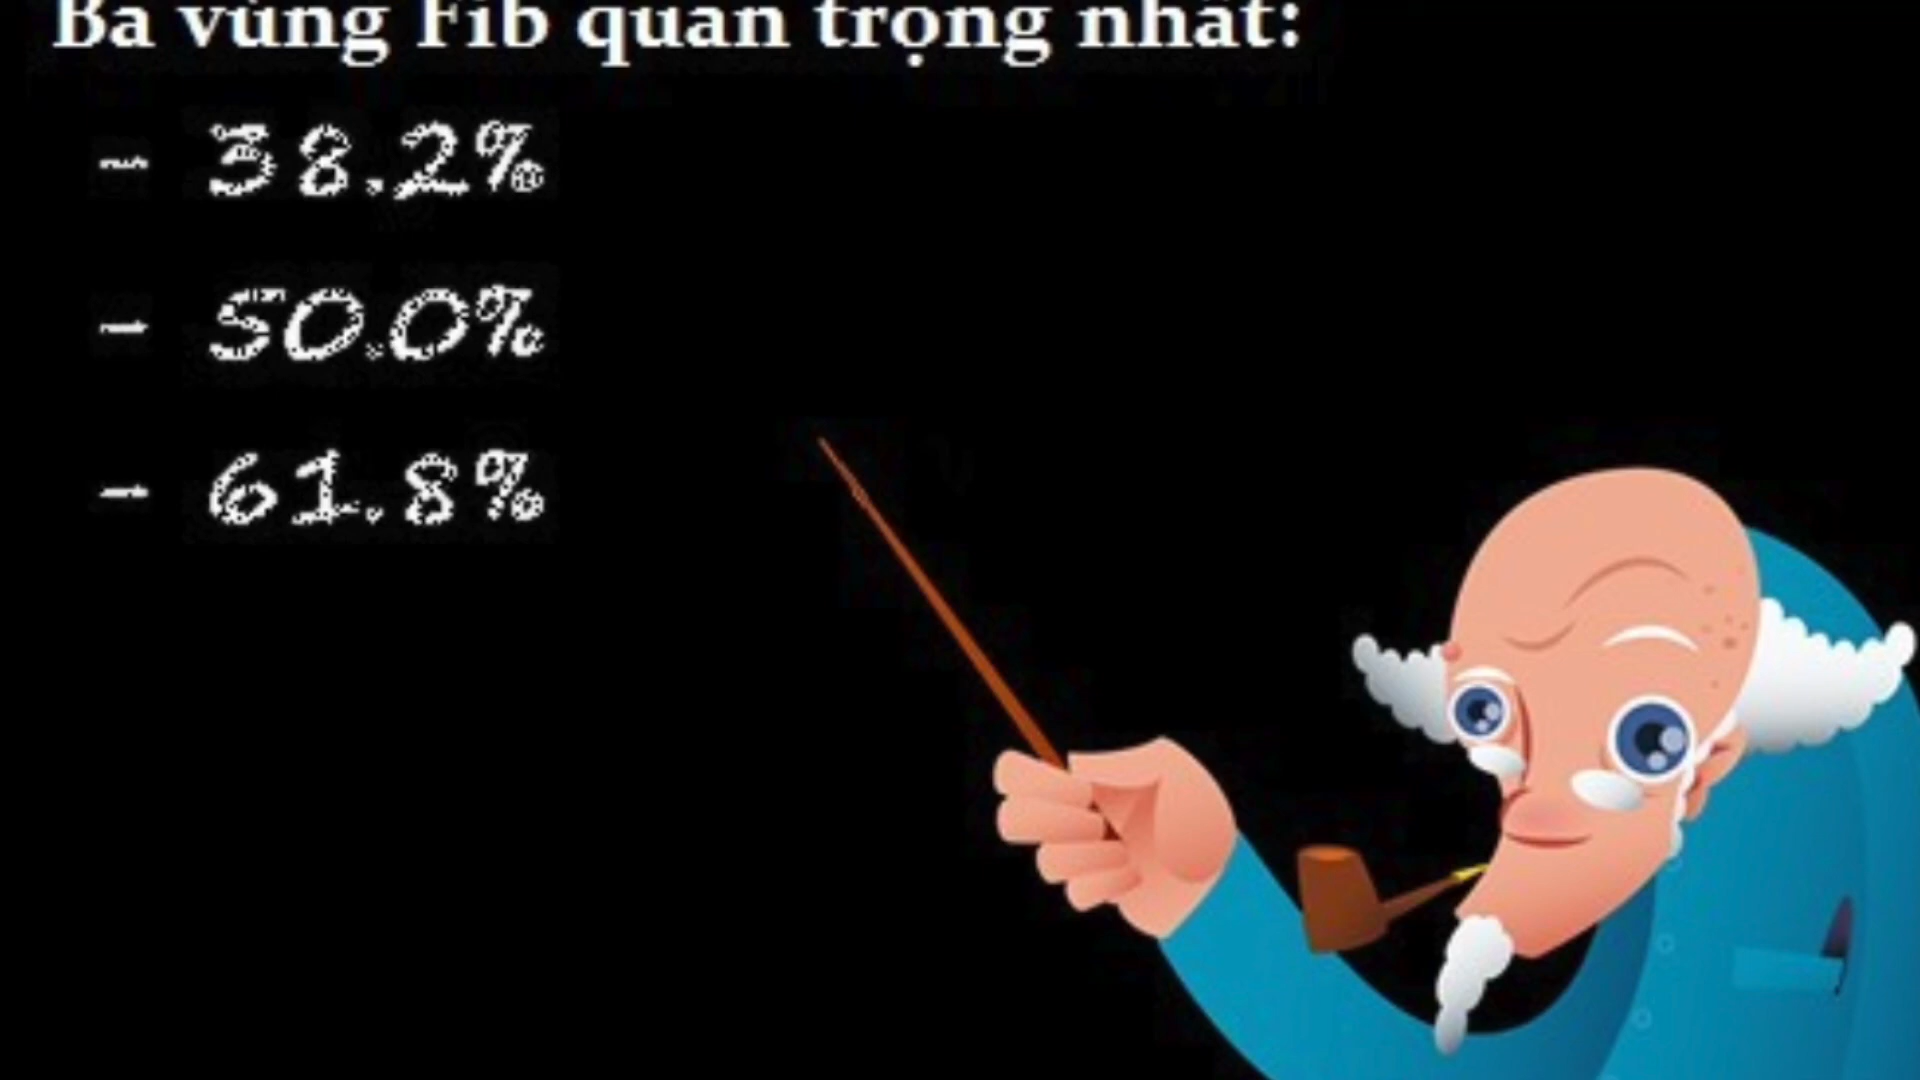 Ba vùng Fib quan trọng nhất:
- 38.2%
- 50.0%
- 61.8%